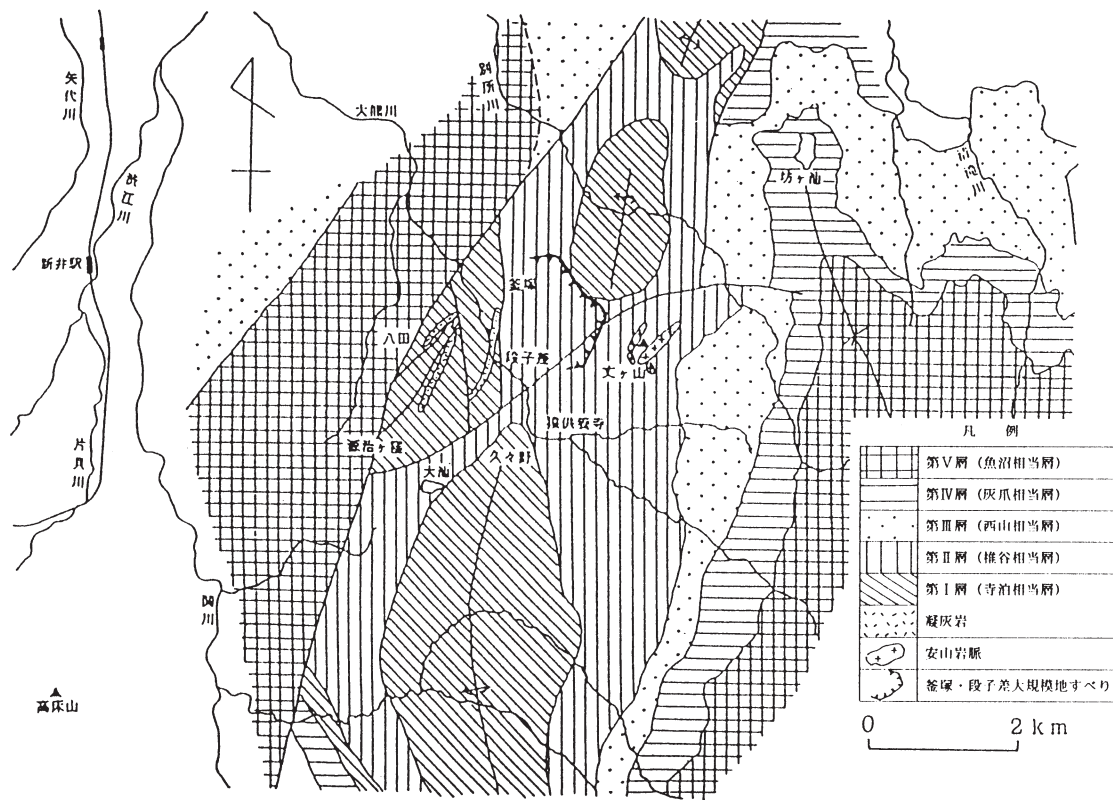 矢代川
渋江川
大熊川
別所川
新井駅
片貝川
関川
高床山
八田
釜塚
段子差
丈ヶ山
大池
久々野
坊ヶ池
凡 例
第Ⅴ層（魚沼相当層）
第Ⅳ層（灰爪相当層）
第Ⅲ層（西山相当層）
第Ⅱ層（椎谷相当層）
第Ⅰ層（寺泊相当層）
凝灰岩
安山岩脈
釜塚・段子差大規模地すべり
0 2 km